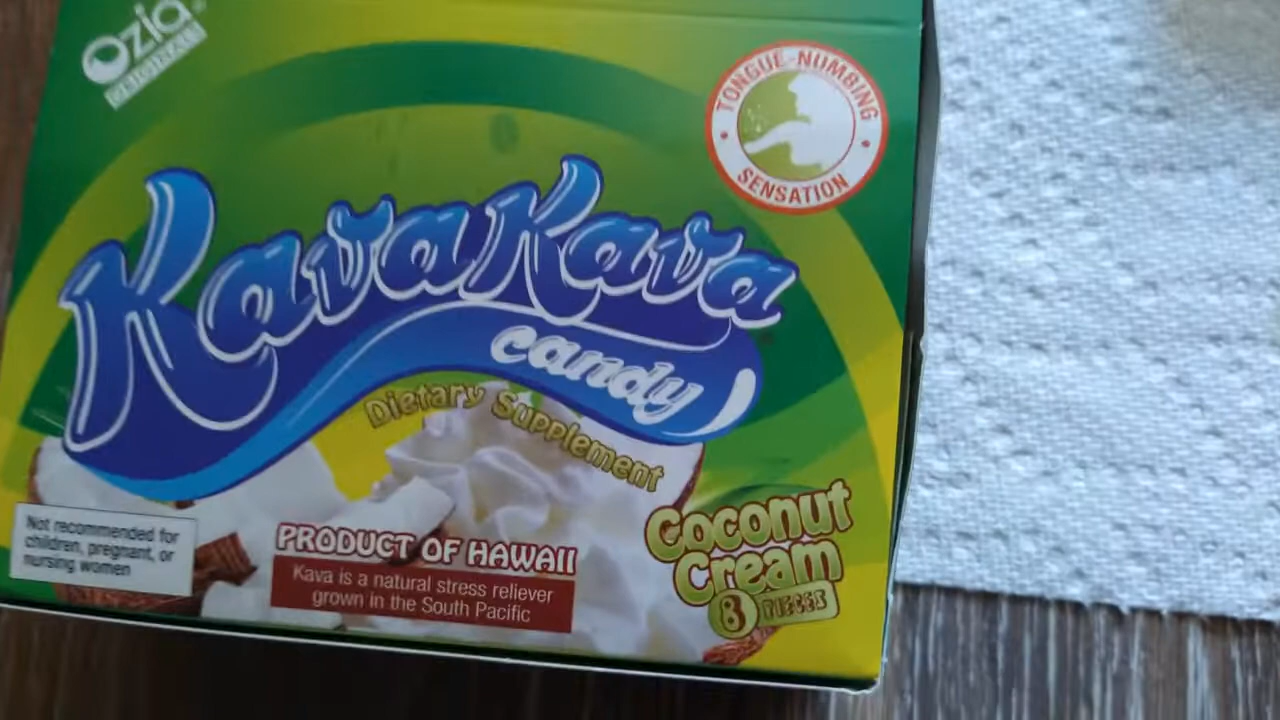 Ozia
TONGUE-NUMBING
SENSATION
KavaKava
candy
Dietary Supplement
Not recommended for
children, pregnant, or
nursing women
PRODUCT OF HAWAII
Kava is a natural stress reliever
grown in the South Pacific
Coconut
Cream
8 PIECES